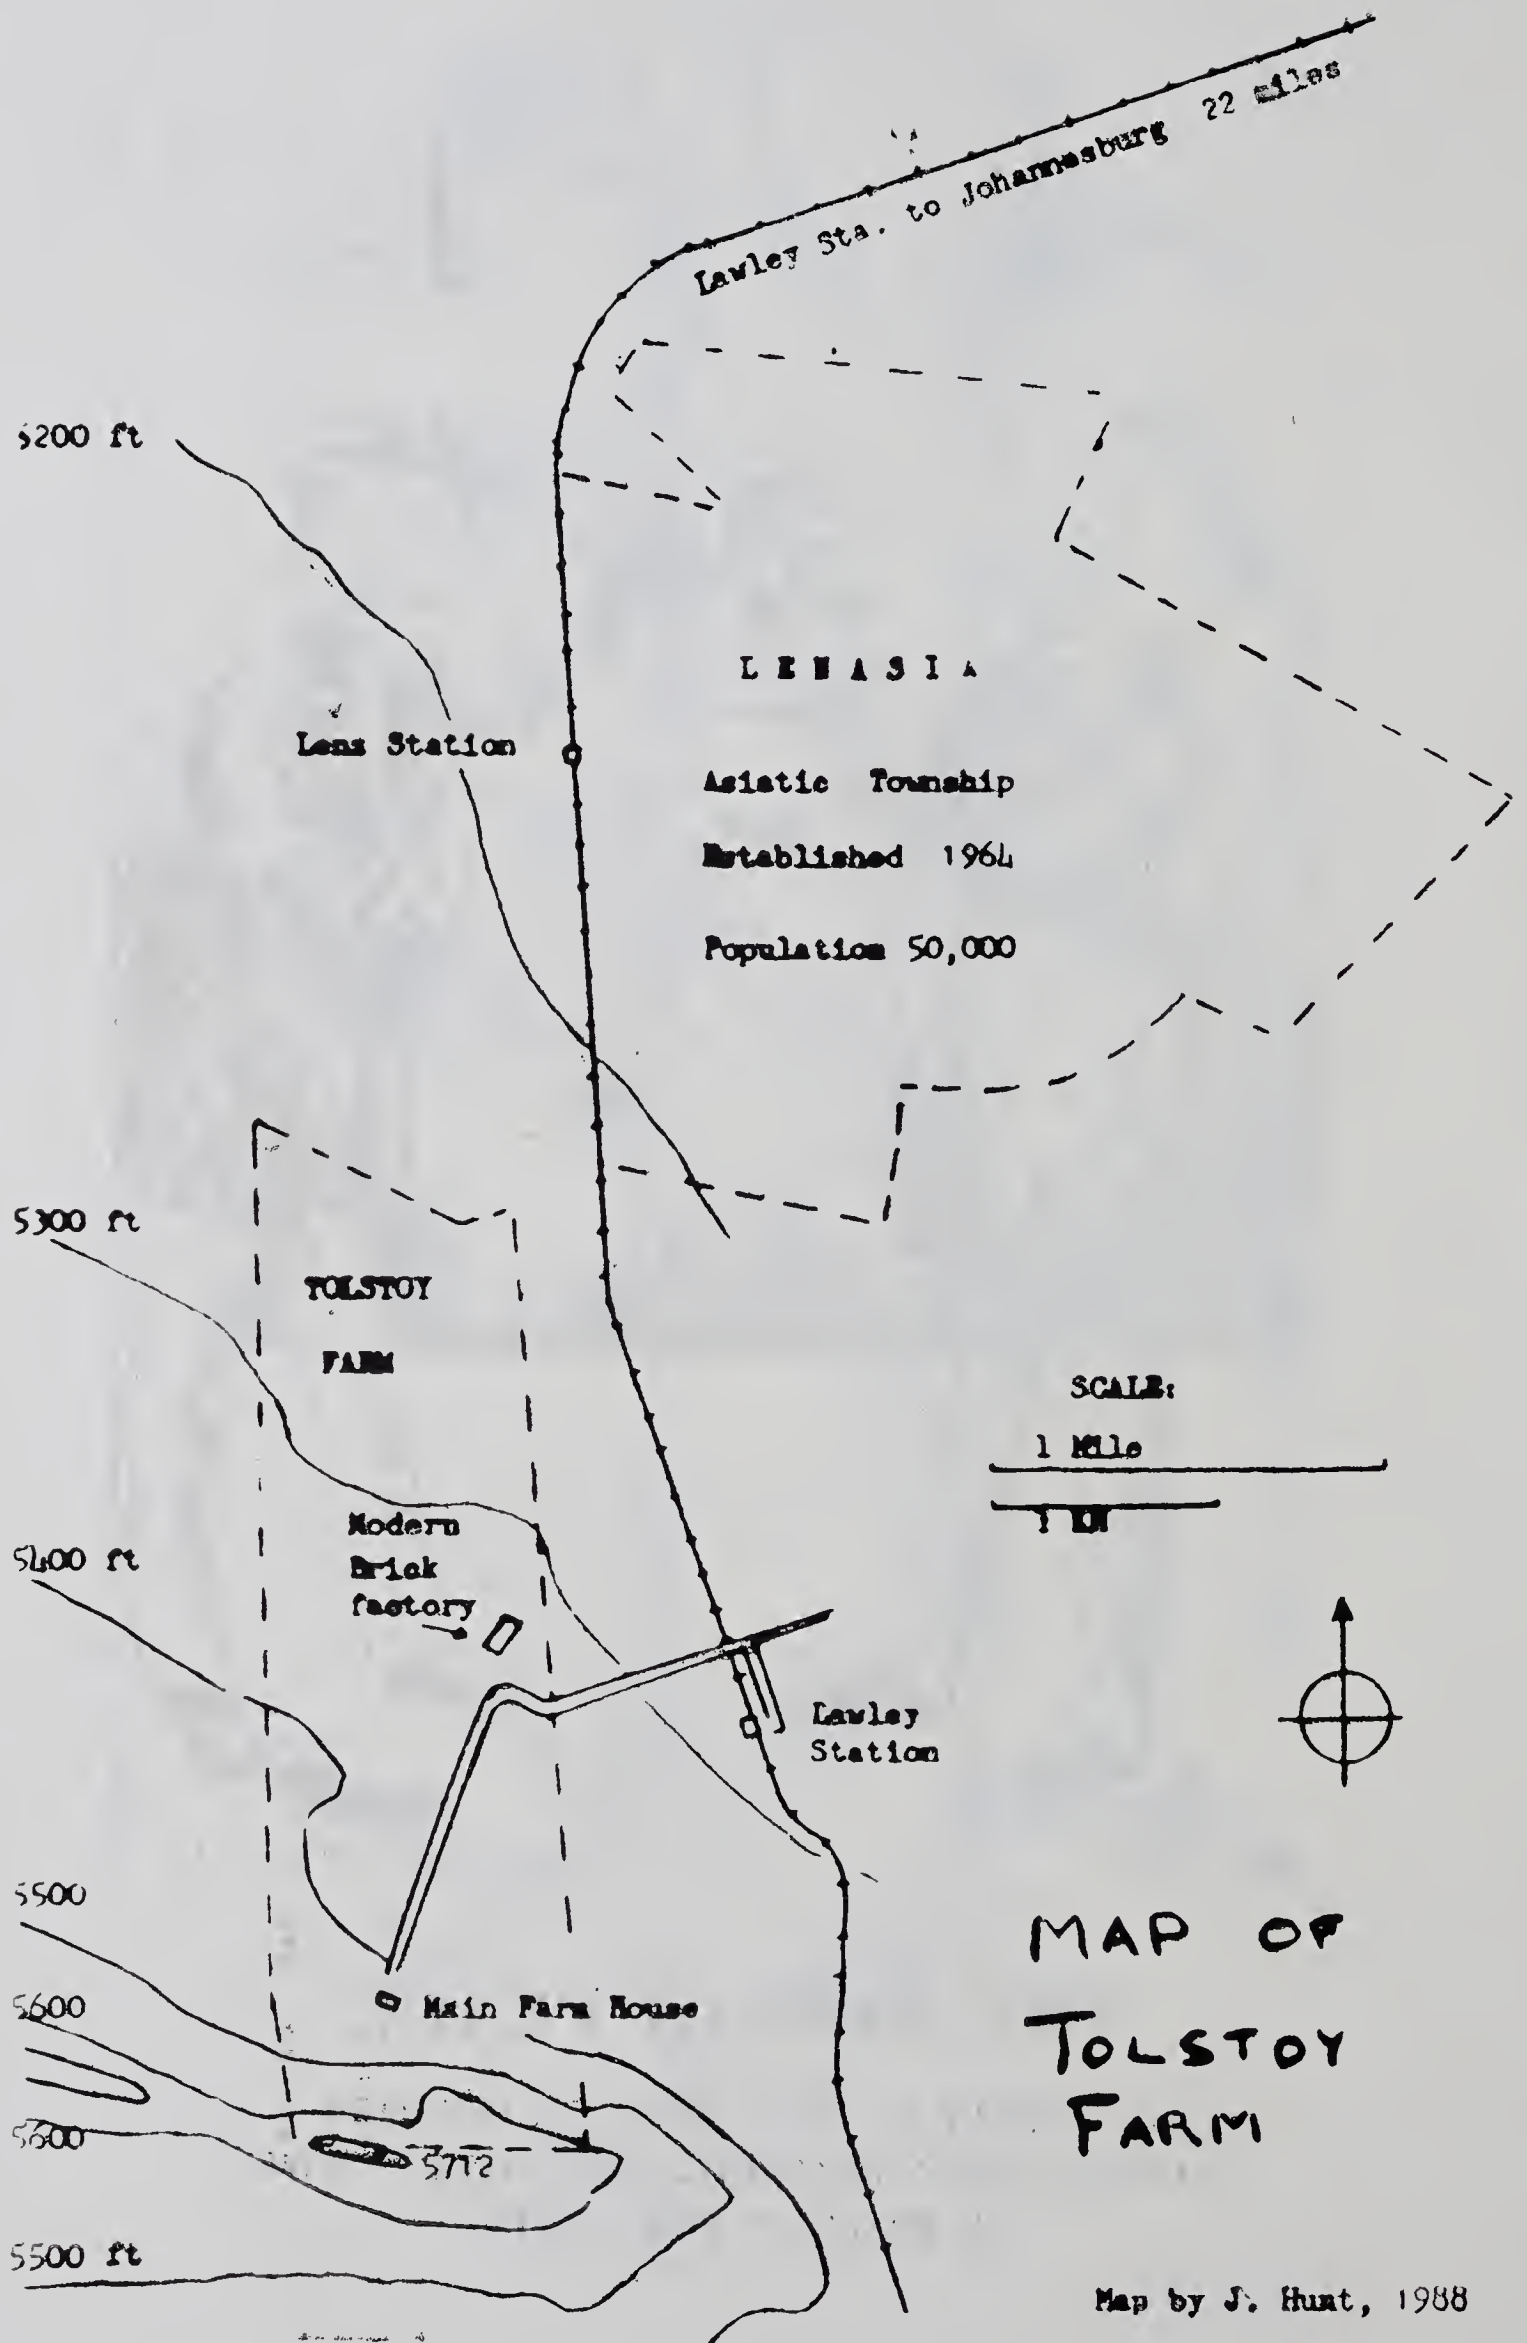 Lawley Sta. to Johannesburg 22 miles
5200 ft
LENASIA
Lens Station
Asiatic Township
Established 1964
Population 50,000
5300 ft
TOLSTOY
FARM
SCALE:
1 Mile
1 KM
Modern
Brick
factory
5400 ft
Lawley
Station
5500
MAP OF
5600
Main Farm House
TOLSTOY
FARM
5600
5772
5500 ft
Map by J. Hunt, 1988